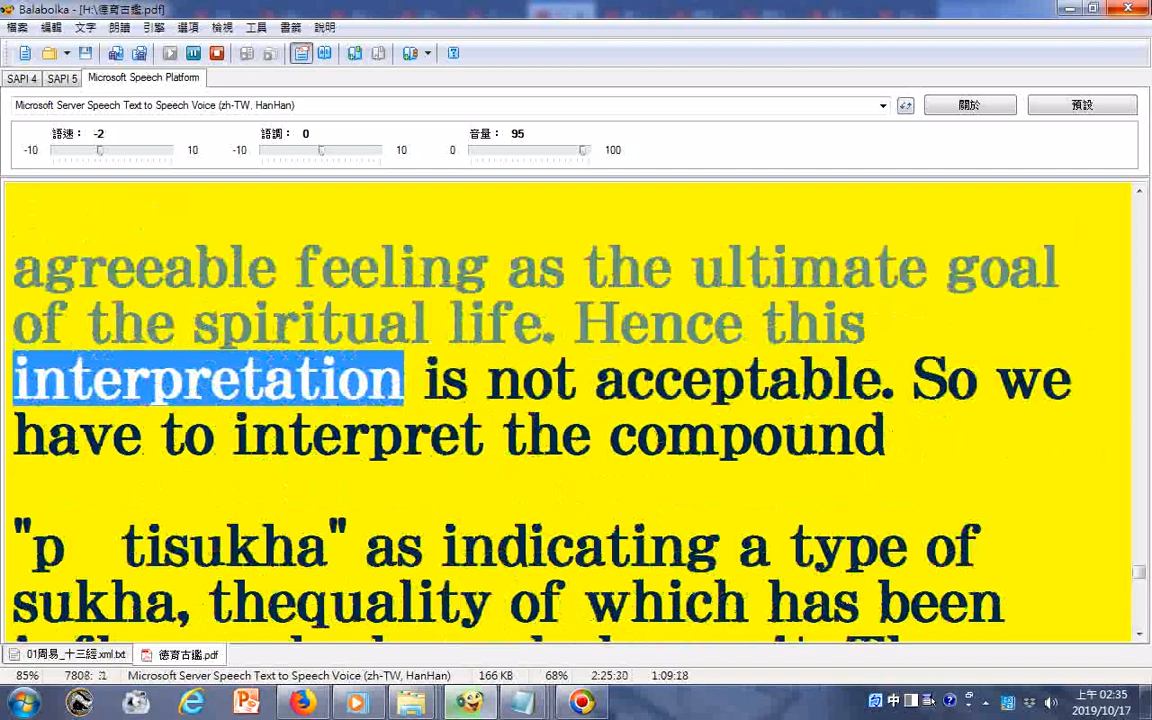 Balabolka - [H:\德育古鑑.pdf]
檔案 編輯 文字 朗讀 引擎 選項 檢視 工具 書籤 說明
SAPI 4 SAPI 5 Microsoft Speech Platform
Microsoft Server Speech Text to Speech Voice (zh-TW, HanHan) 關於 預設
語速： -2 語調： 0 音量： 95
-10 10 -10 10 0 100
agreeable feeling as the ultimate goal
of the spiritual life. Hence this
interpretation is not acceptable. So we
have to interpret the compound
"p tisukha" as indicating a type of
sukha, thequality of which has been
01周易_十三經.xml.txt 德育古鑑.pdf
85% 7808: 1 Microsoft Server Speech Text to Speech Voice (zh-TW, HanHan) 166 KB 68% 2:25:30 1:09:18
中 上午 02:35
2019/10/17